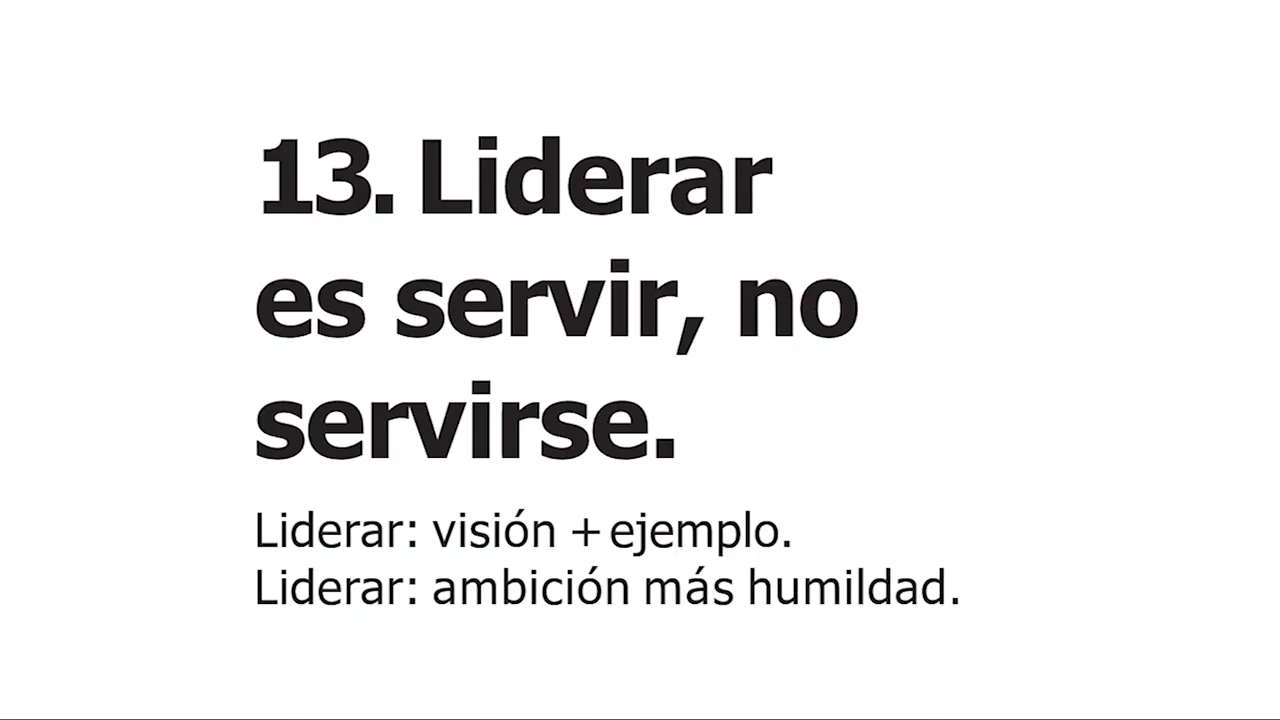 13. Liderar
es servir, no
servirse.
Liderar: visión + ejemplo.
Liderar: ambición más humildad.